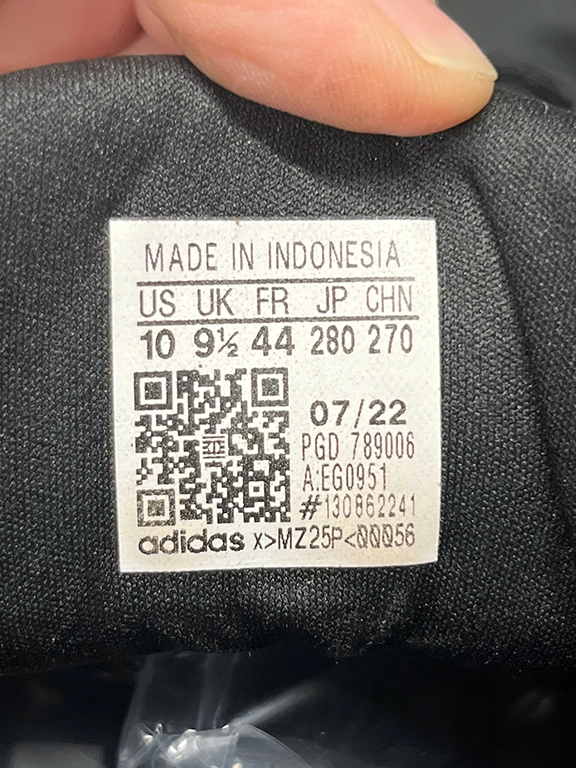 MADE IN INDONESIA
US UK FR JP CHN
10 9½ 44 280 270
07/22
PGD 789006
A:EG0951
#130862241
adidas X>MZ25P<00056